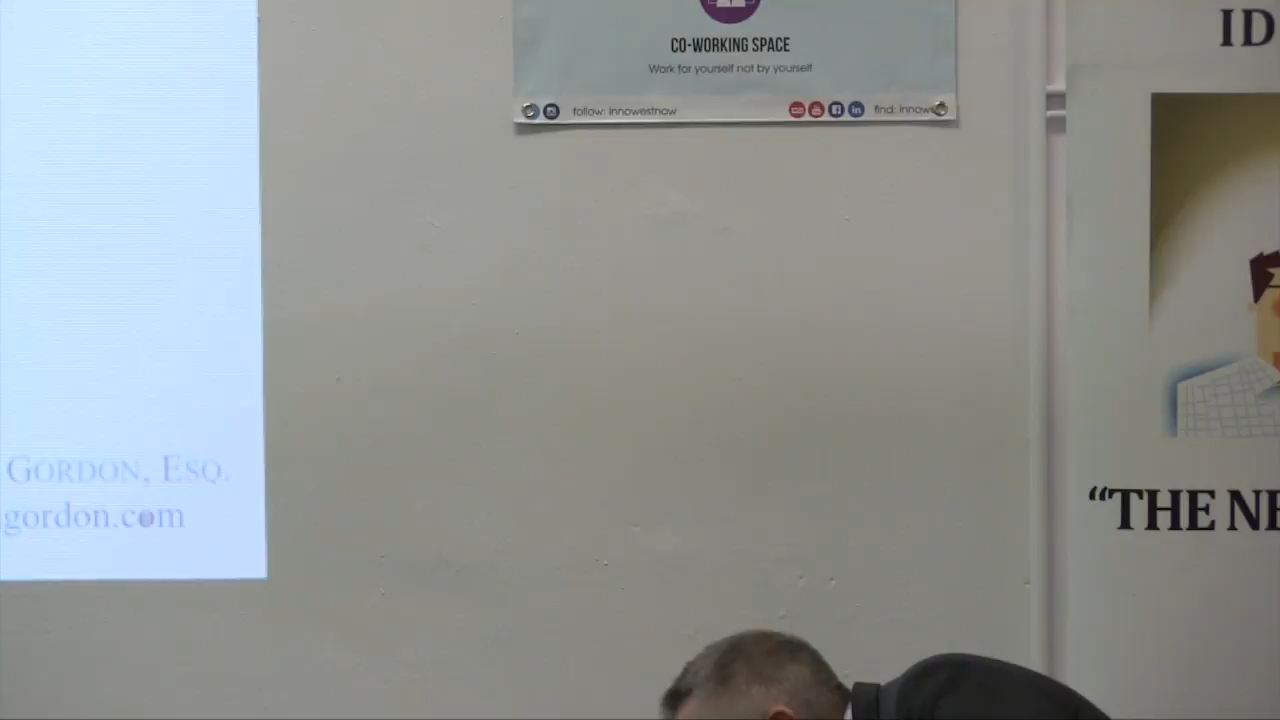 GORDON, ESQ.
gordon.com
CO-WORKING SPACE
Work for yourself not by yourself
follow: innowestnow
find: innowe
ID
“THE NE